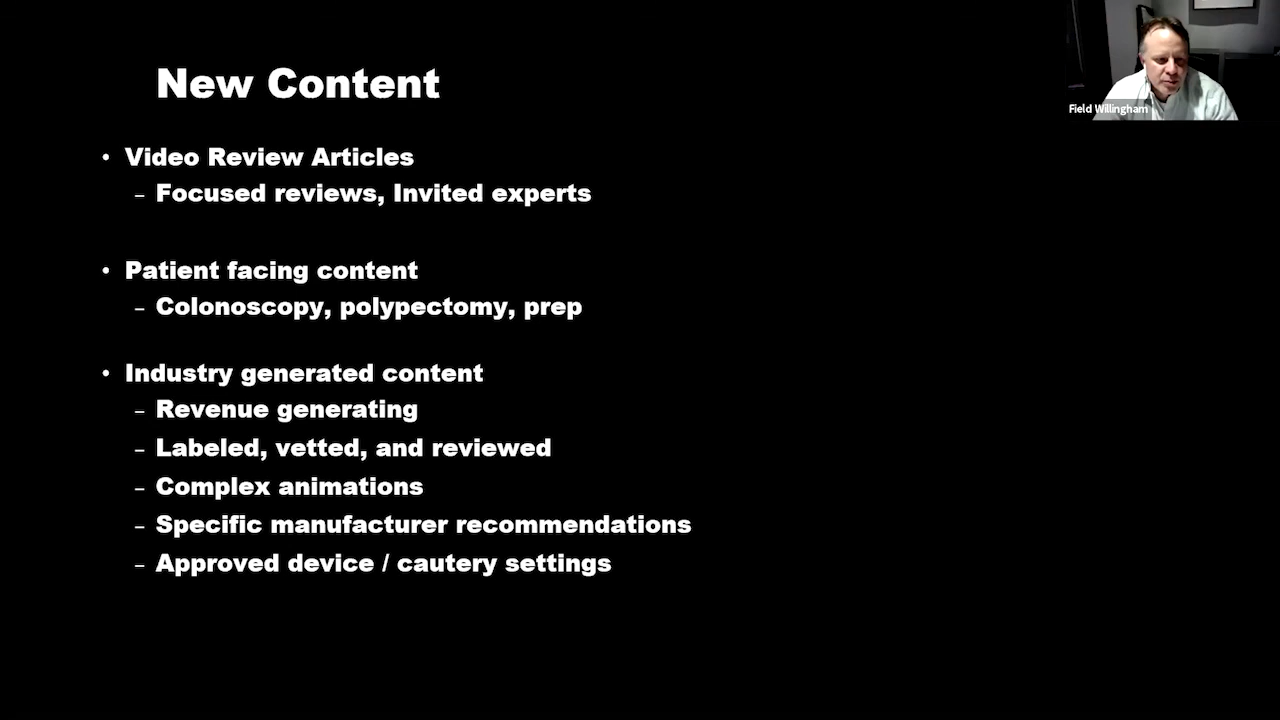 New Content
• Video Review Articles
– Focused reviews, Invited experts
• Patient facing content
– Colonoscopy, polypectomy, prep
• Industry generated content
– Revenue generating
– Labeled, vetted, and reviewed
– Complex animations
– Specific manufacturer recommendations
– Approved device / cautery settings
Field Willingham